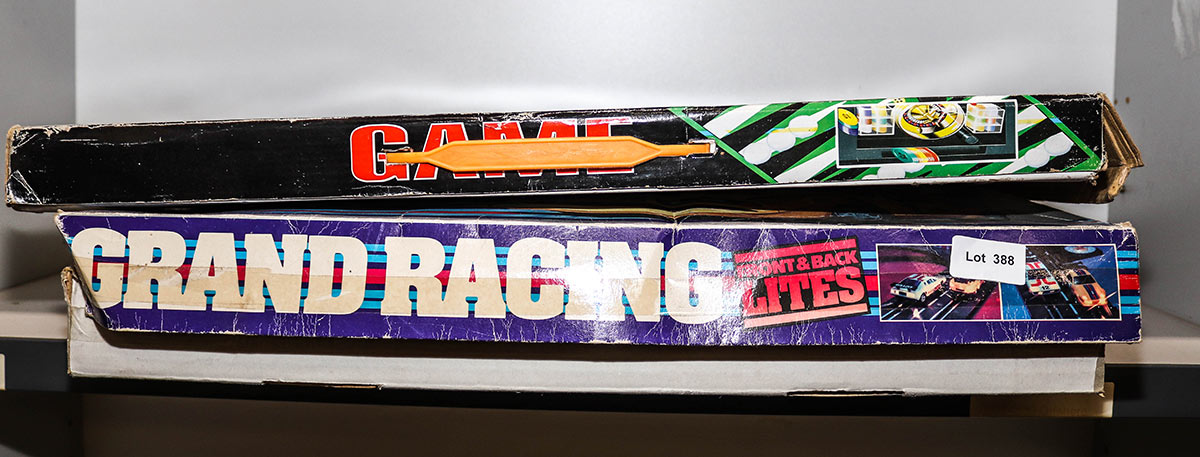 GAME
GRAND RACING
FRONT & BACK
LITES
Lot 388